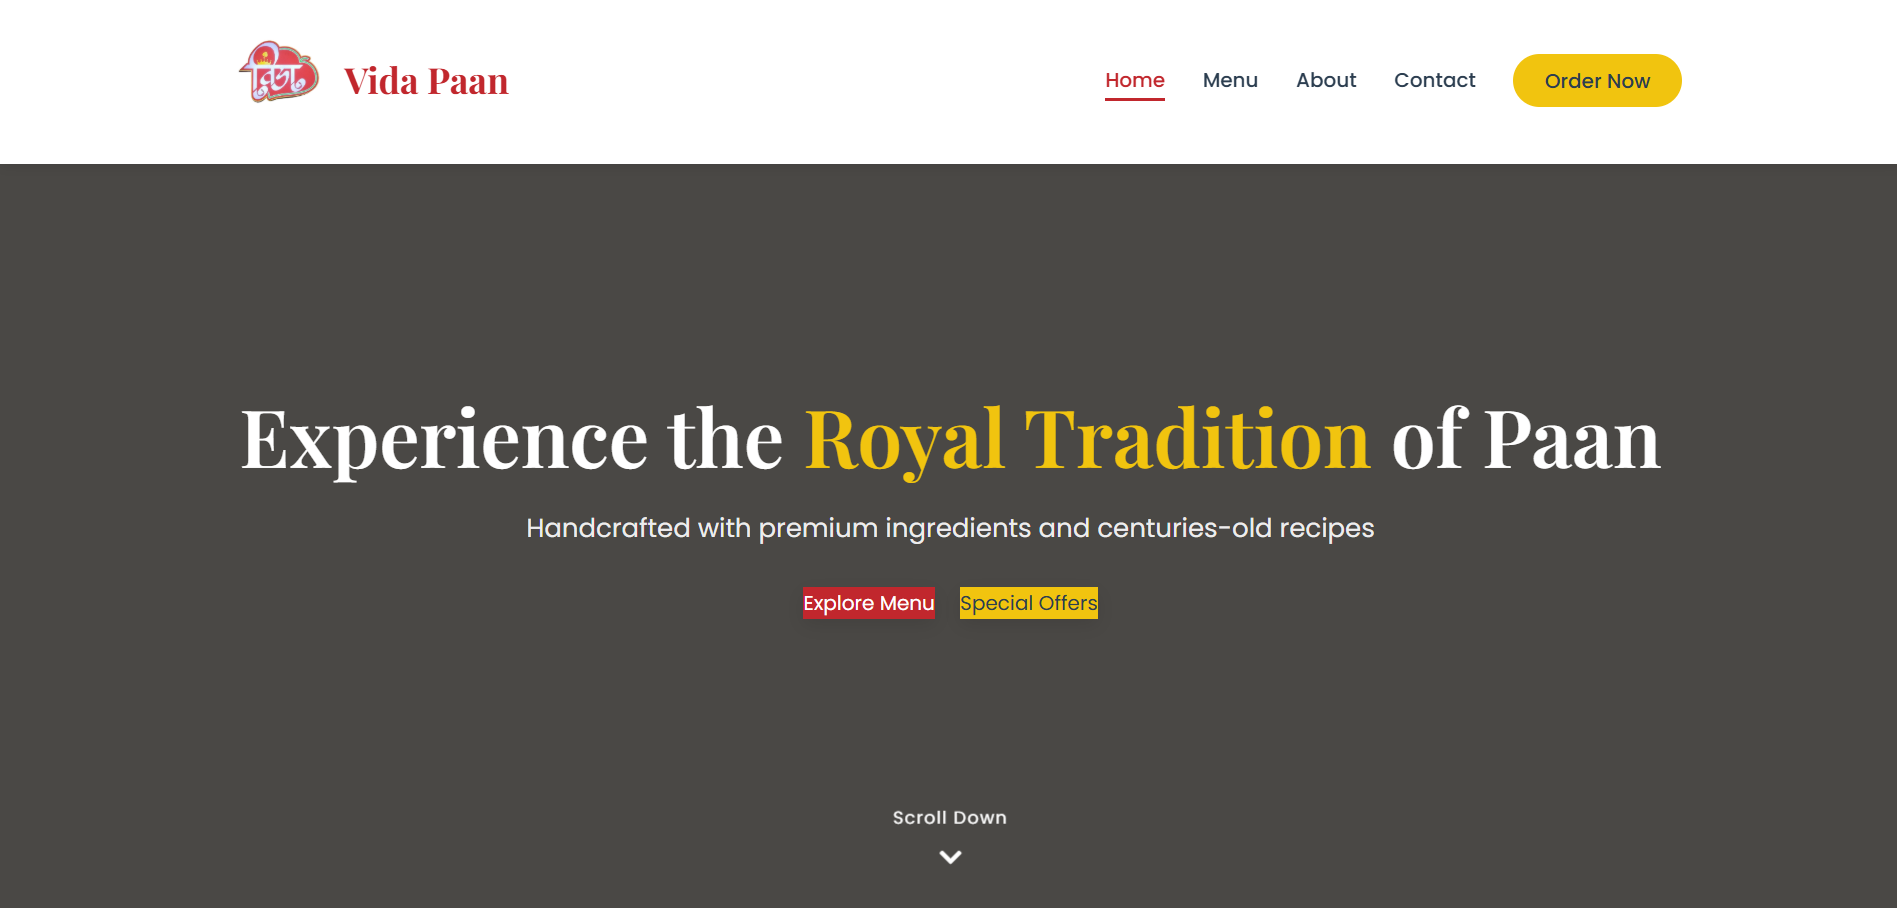 विडा
Vida Paan
Home
Menu
About
Contact
Order Now
Experience the Royal Tradition of Paan
Handcrafted with premium ingredients and centuries-old recipes
Explore Menu
Special Offers
Scroll Down